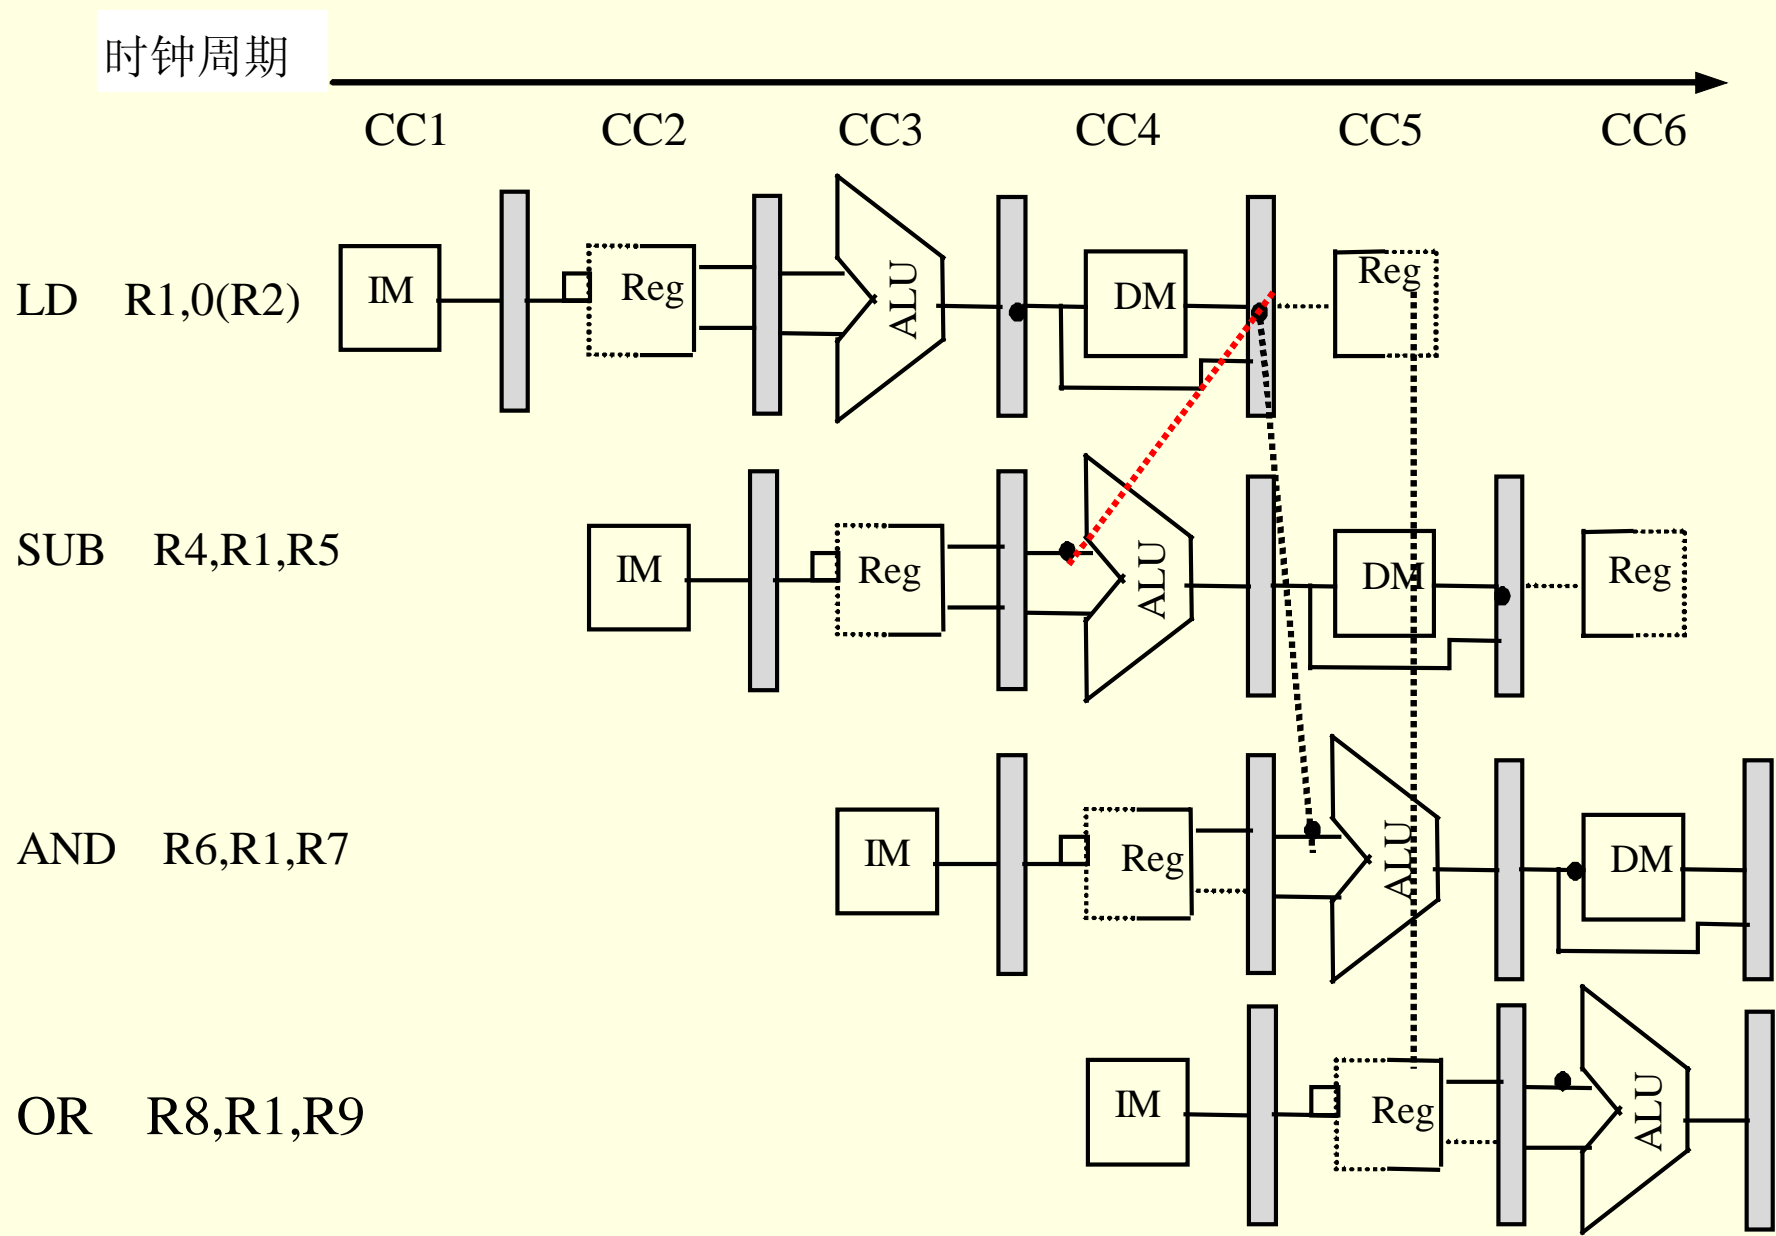 时钟周期
CC1 CC2 CC3 CC4 CC5 CC6
LD R1,0(R2) IM Reg ALU DM Reg
SUB R4,R1,R5 IM Reg ALU DM Reg
AND R6,R1,R7 IM Reg ALU DM
OR R8,R1,R9 IM Reg ALU